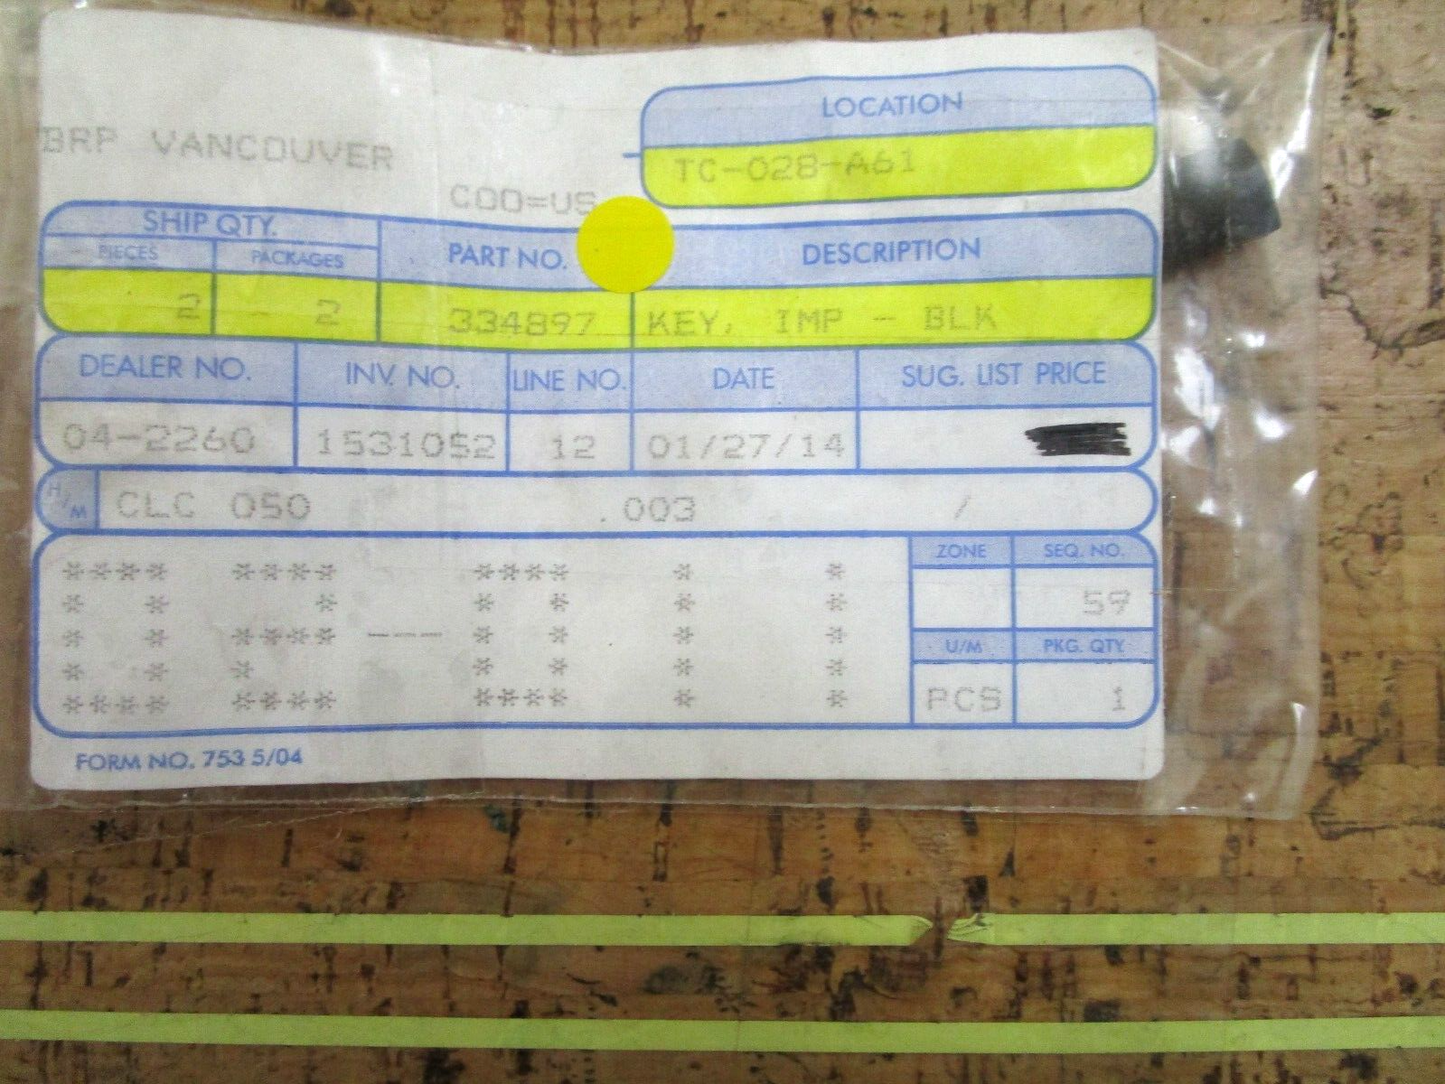 LOCATION
BRP VANCOUVER
TC-028-A61
COO=US
SHIP QTY.
PIECES PACKAGES PART NO. DESCRIPTION
2 2 334897 KEY, IMP - BLK
DEALER NO. INV. NO. LINE NO. DATE SUG. LIST PRICE
04-2260 1531052 12 01/27/14
H/M CLC 050 .003 /
ZONE SEQ. NO.
**** **** **** * *
* * * * * * *
59
* * **** --- * * * *
U/M PKG. QTY
* * * * * * *
**** **** **** * *
PCS 1
FORM NO. 753 5/04